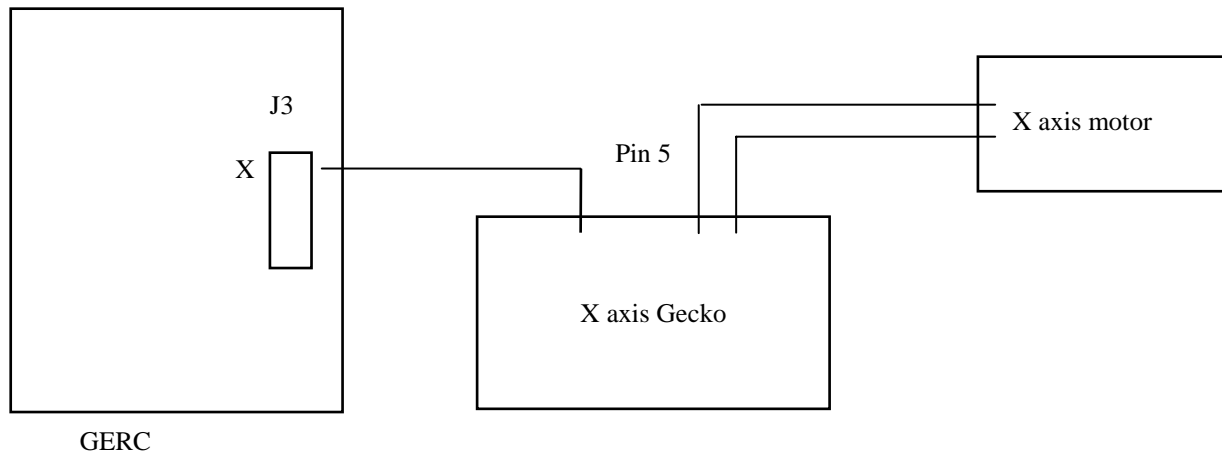 J3
X
Pin 5
X axis motor
X axis Gecko
GERC